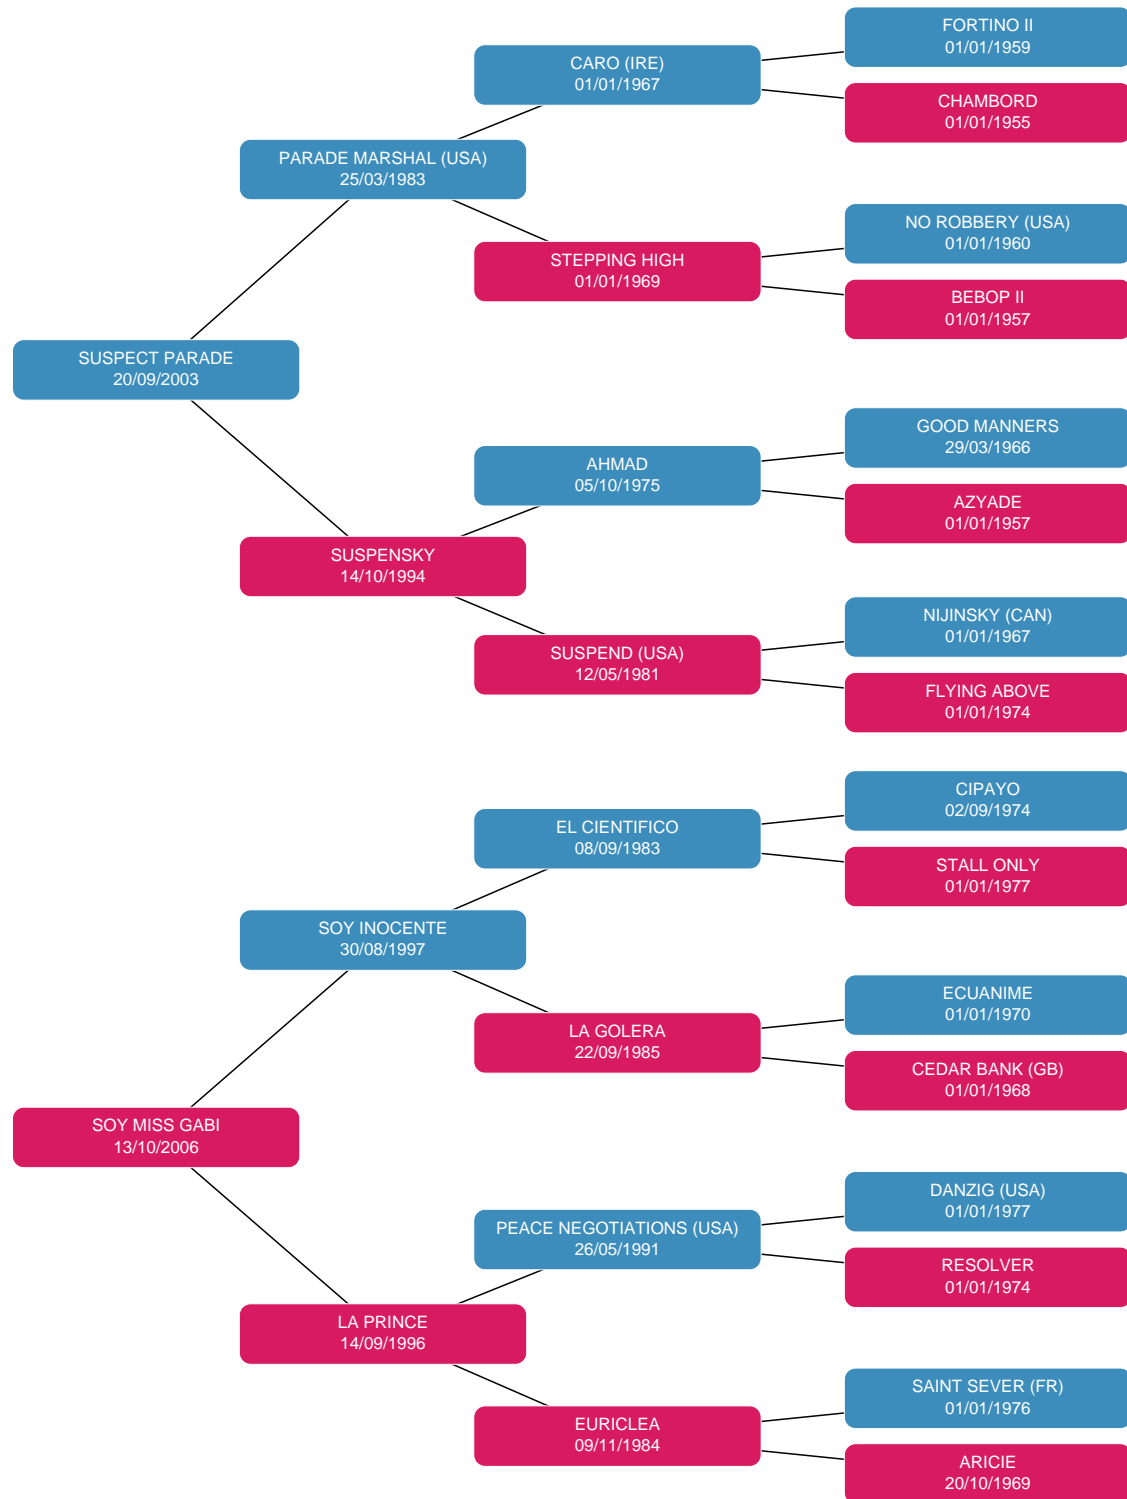 FORTINO II
01/01/1959
CARO (IRE)
01/01/1967
CHAMBORD
01/01/1955
PARADE MARSHAL (USA)
25/03/1983
NO ROBBERY (USA)
01/01/1960
STEPPING HIGH
01/01/1969
BEBOP II
01/01/1957
SUSPECT PARADE
20/09/2003
GOOD MANNERS
29/03/1966
AHMAD
05/10/1975
AZYADE
01/01/1957
SUSPENSKY
14/10/1994
NIJINSKY (CAN)
01/01/1967
SUSPEND (USA)
12/05/1981
FLYING ABOVE
01/01/1974
CIPAYO
02/09/1974
EL CIENTIFICO
08/09/1983
STALL ONLY
01/01/1977
SOY INOCENTE
30/08/1997
ECUANIME
01/01/1970
LA GOLERA
22/09/1985
CEDAR BANK (GB)
01/01/1968
SOY MISS GABI
13/10/2006
DANZIG (USA)
01/01/1977
PEACE NEGOTIATIONS (USA)
26/05/1991
RESOLVER
01/01/1974
LA PRINCE
14/09/1996
SAINT SEVER (FR)
01/01/1976
EURICLEA
09/11/1984
ARICIE
20/10/1969